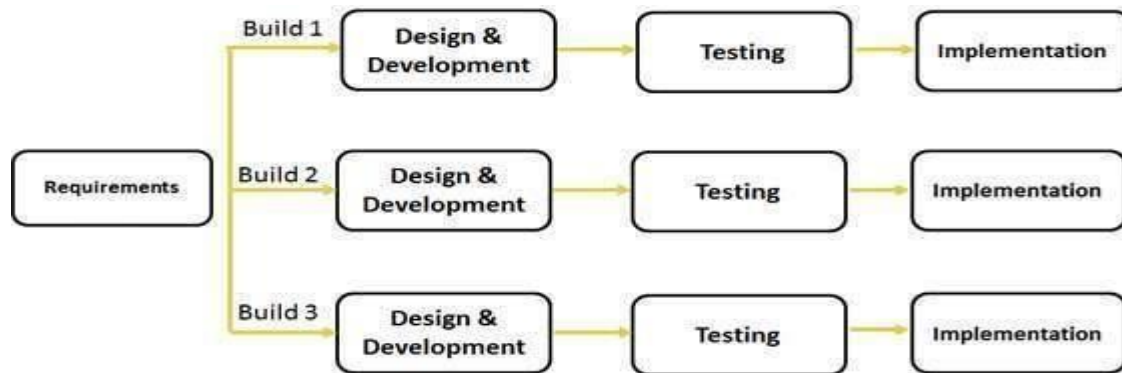 Build 1
Design &
Development
Testing
Implementation
Requirements
Build 2
Design &
Development
Testing
Implementation
Build 3
Design &
Development
Testing
Implementation